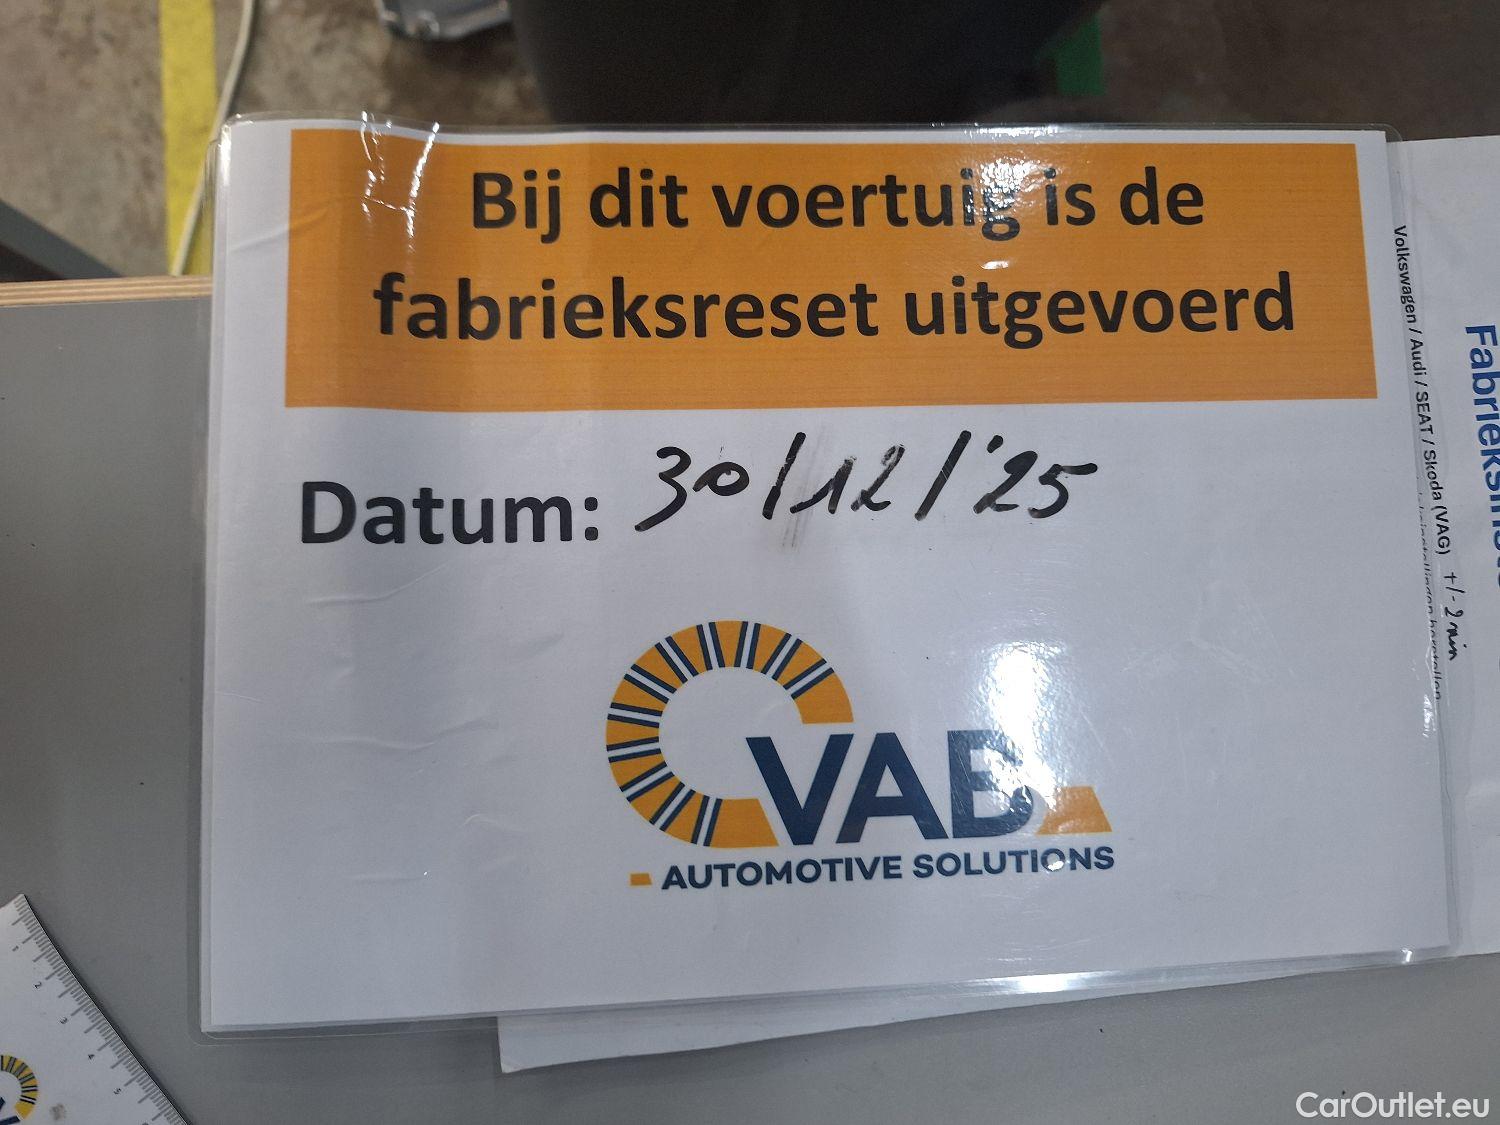 Bij dit voertuig is de
fabrieksreset uitgevoerd
Datum: 30/12/'25
VAB
AUTOMOTIVE SOLUTIONS
Volkswagen / Audi / SEAT / Skoda (VAG) +/- 2 min
CarOutlet.eu